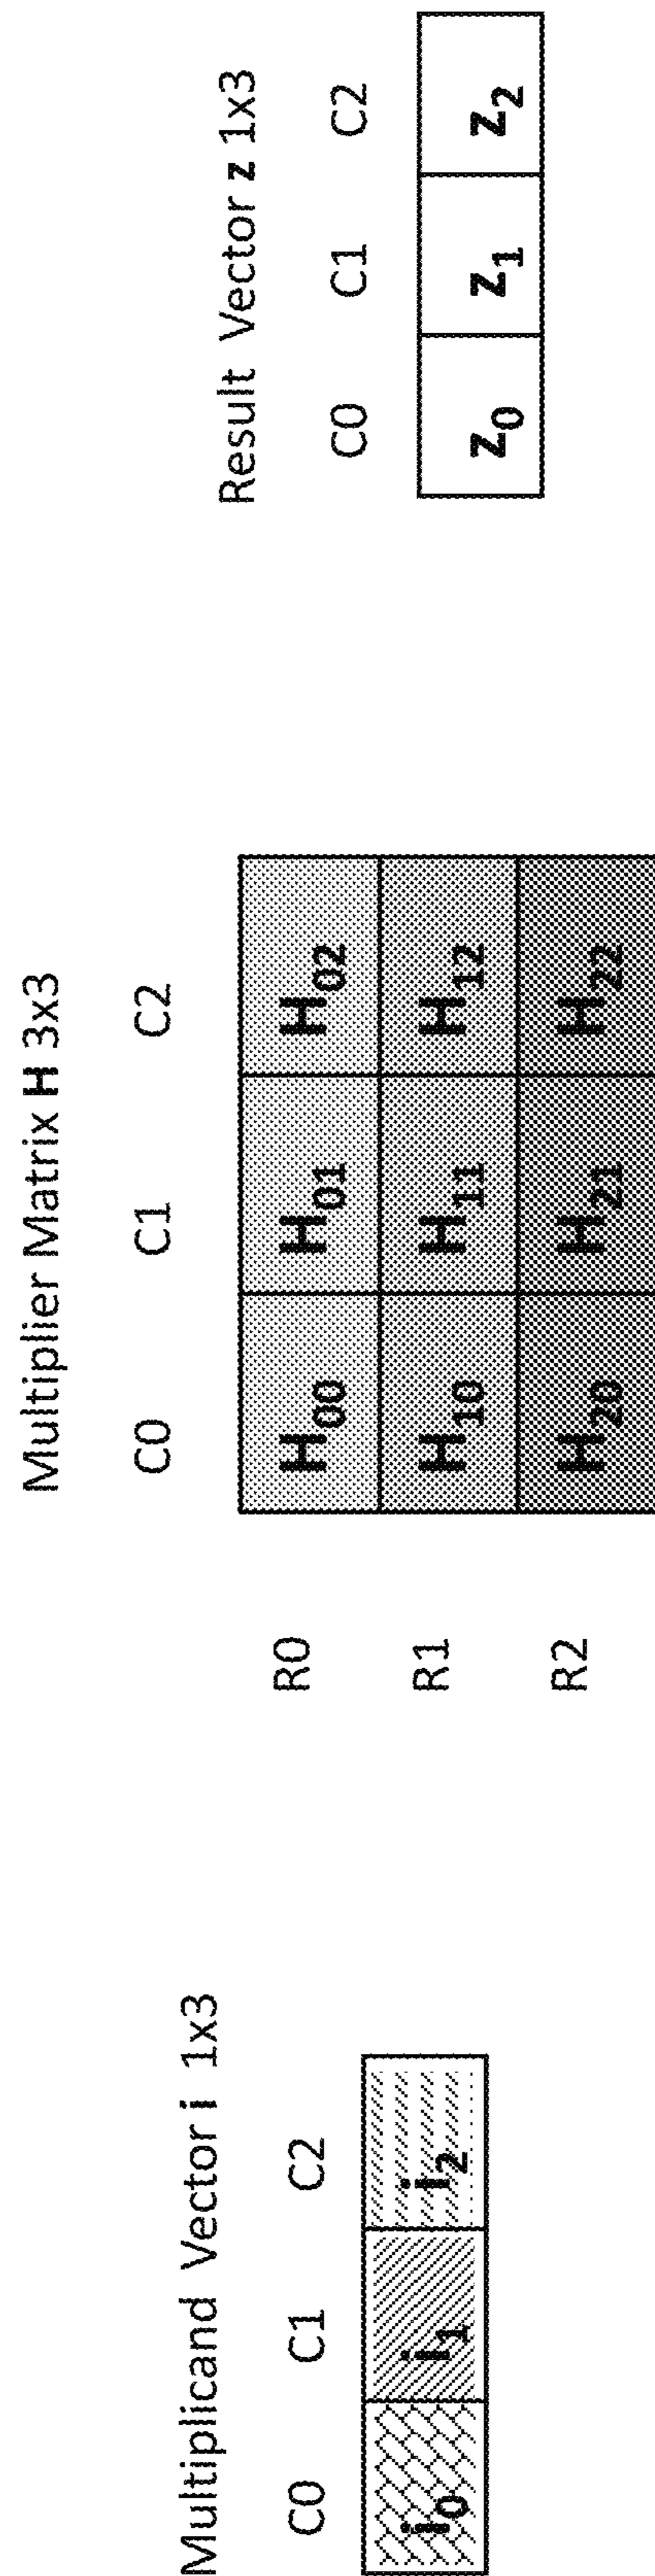 Multiplicand Vector i 1x3
C0 C1 C2
i0 i1 i2
Multiplier Matrix H 3x3
C0 C1 C2
R0 H00 H01 H02
R1 H10 H11 H12
R2 H20 H21 H22
Result Vector z 1x3
C0 C1 C2
z0 z1 z2